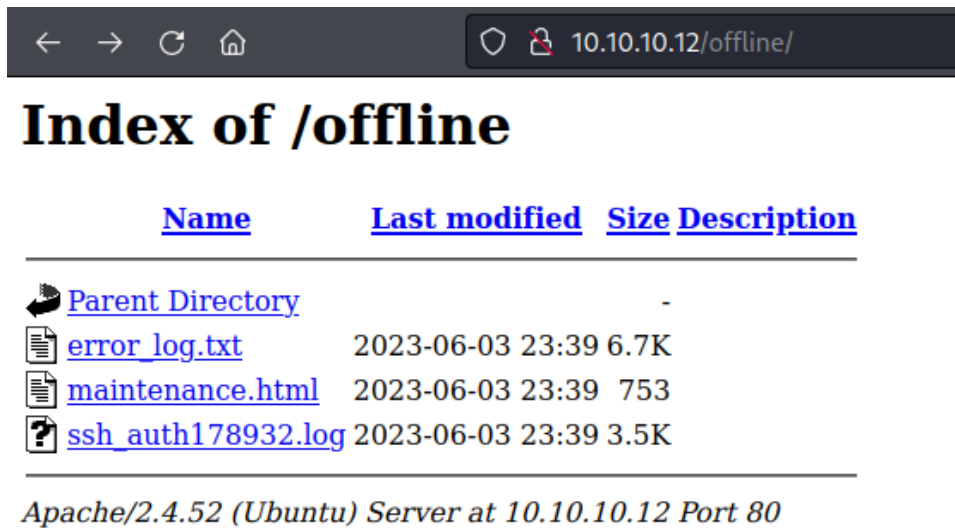 10.10.10.12/offline/
Index of /offline
Name Last modified Size Description
Parent Directory -
error_log.txt 2023-06-03 23:39 6.7K
maintenance.html 2023-06-03 23:39 753
ssh_auth178932.log 2023-06-03 23:39 3.5K
Apache/2.4.52 (Ubuntu) Server at 10.10.10.12 Port 80